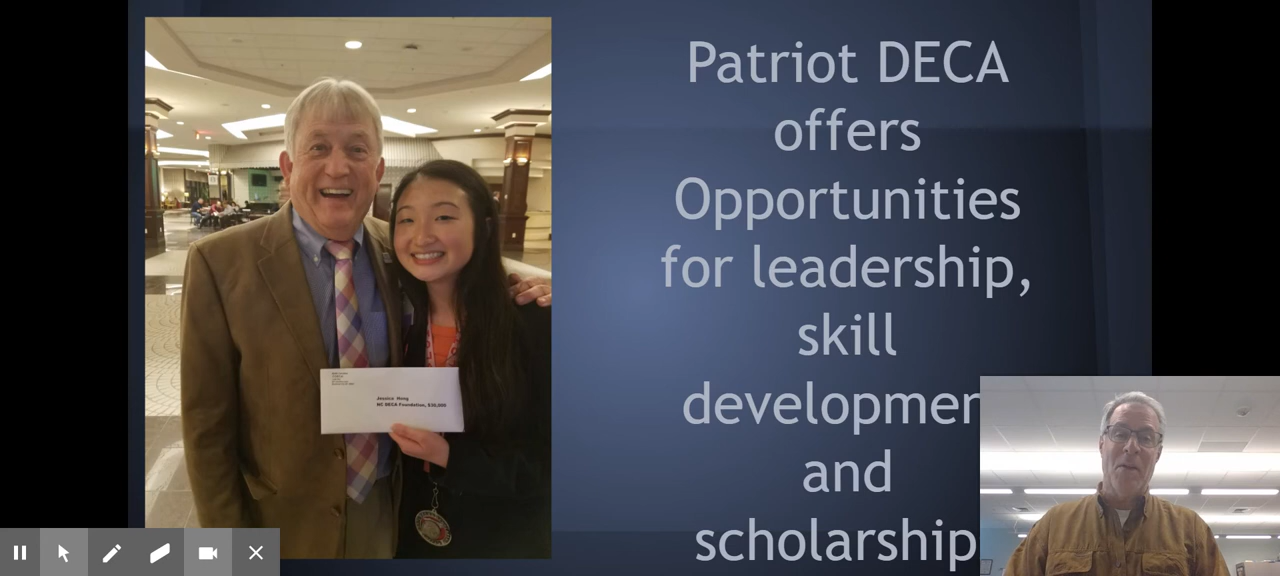 Patriot DECA
offers
Opportunities
for leadership,
skill
developmen
and
scholarship
Jessica Hong
NC DECA Foundation, $30,000